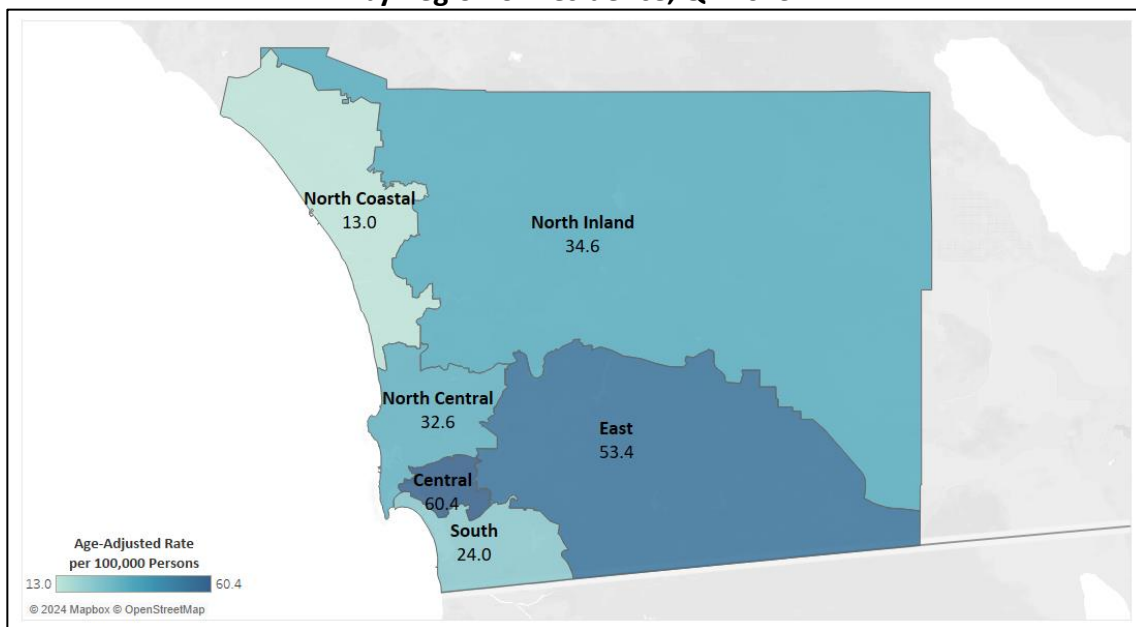 North Coastal
13.0
North Inland
34.6
North Central
32.6
East
53.4
Central
60.4
South
24.0
Age-Adjusted Rate
per 100,000 Persons
13.0 60.4
© 2024 Mapbox © OpenStreetMap